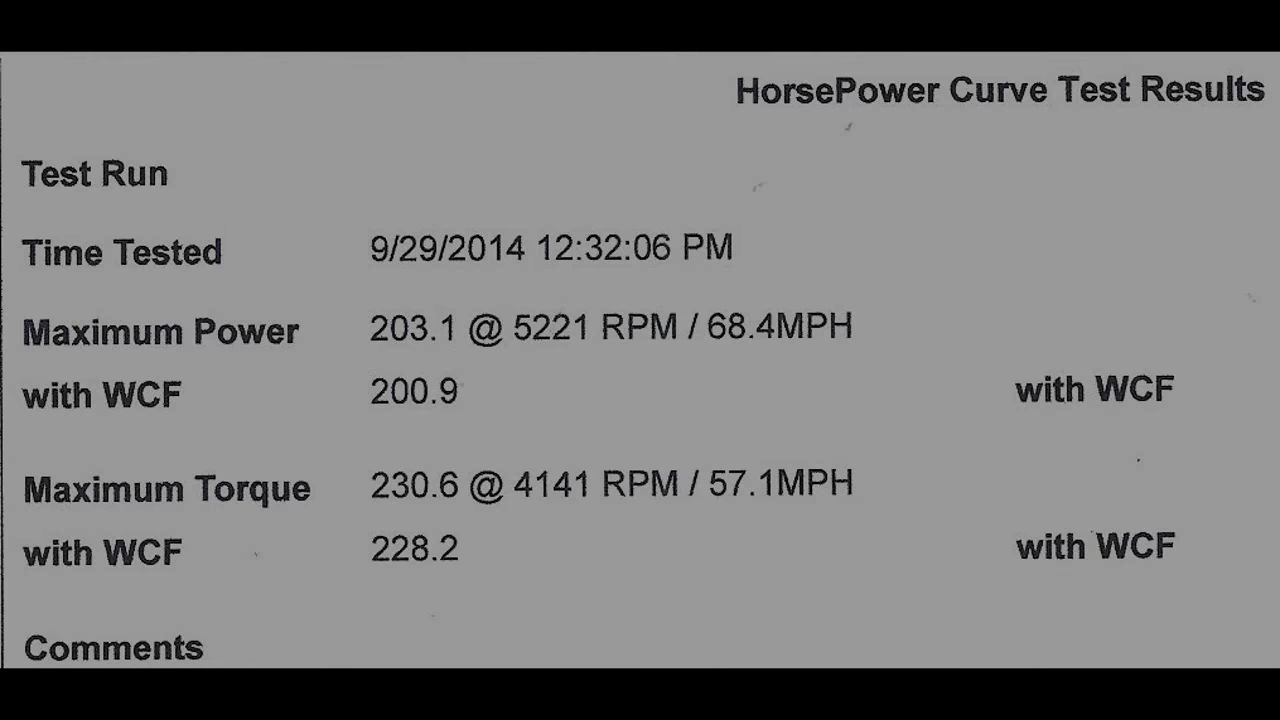 HorsePower Curve Test Results
Test Run
Time Tested 9/29/2014 12:32:06 PM
Maximum Power 203.1 @ 5221 RPM / 68.4MPH
with WCF 200.9 with WCF
Maximum Torque 230.6 @ 4141 RPM / 57.1MPH
with WCF 228.2 with WCF
Comments